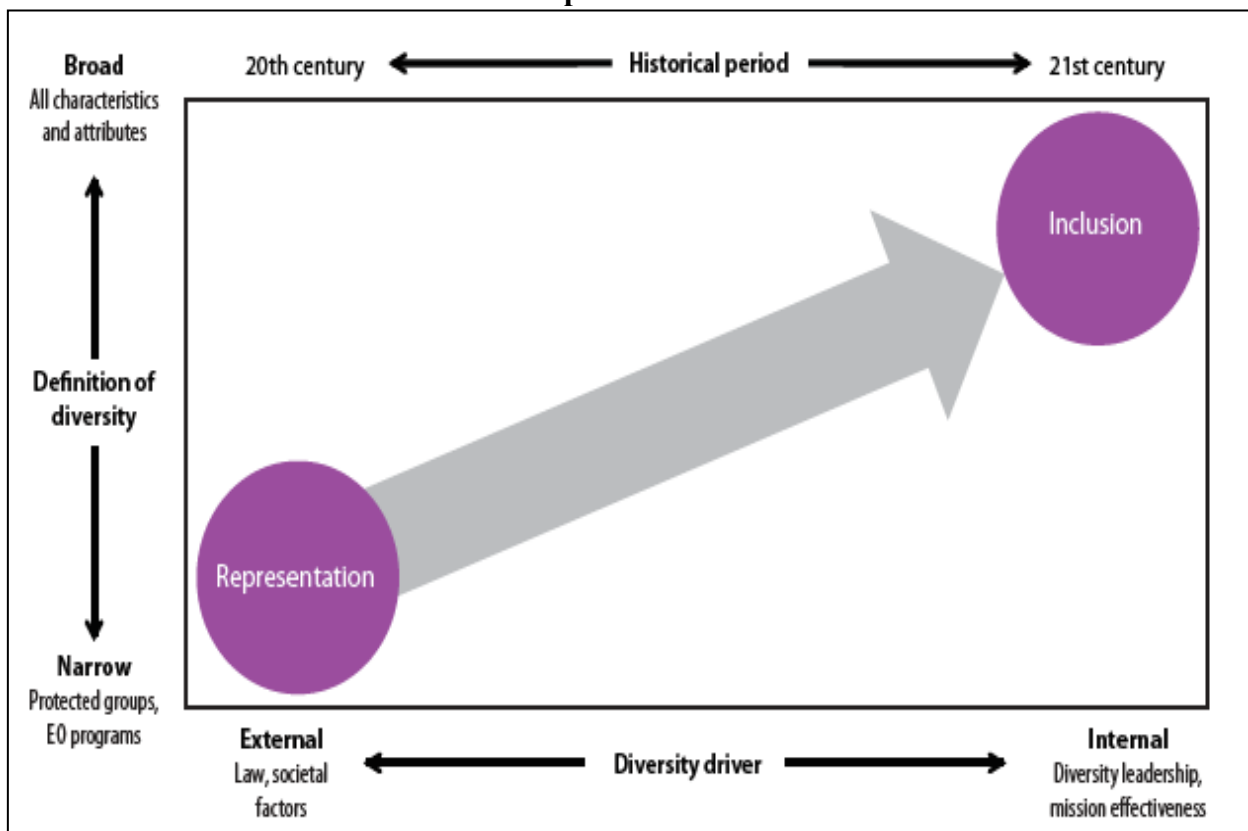 Broad
All characteristics
and attributes
20th century
Historical period
21st century
Inclusion
Definition of
diversity
Representation
Narrow
Protected groups,
EO programs
External
Law, societal
factors
Diversity driver
Internal
Diversity leadership,
mission effectiveness